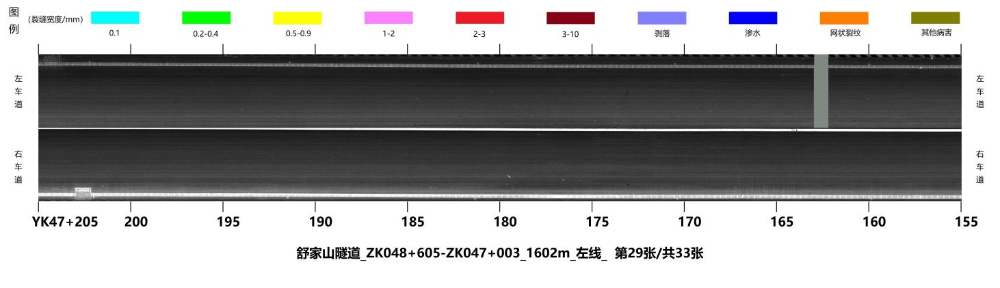 图例 (裂缝宽度/mm) 0.1 0.2-0.4 0.5-0.9 1-2 2-3 3-10 剥落 渗水 网状裂纹 其他病害
左车道 左车道
右车道 右车道
YK47+205 200 195 190 185 180 175 170 165 160 155
舒家山隧道_ZK048+605-ZK047+003_1602m_左线_ 第29张/共33张